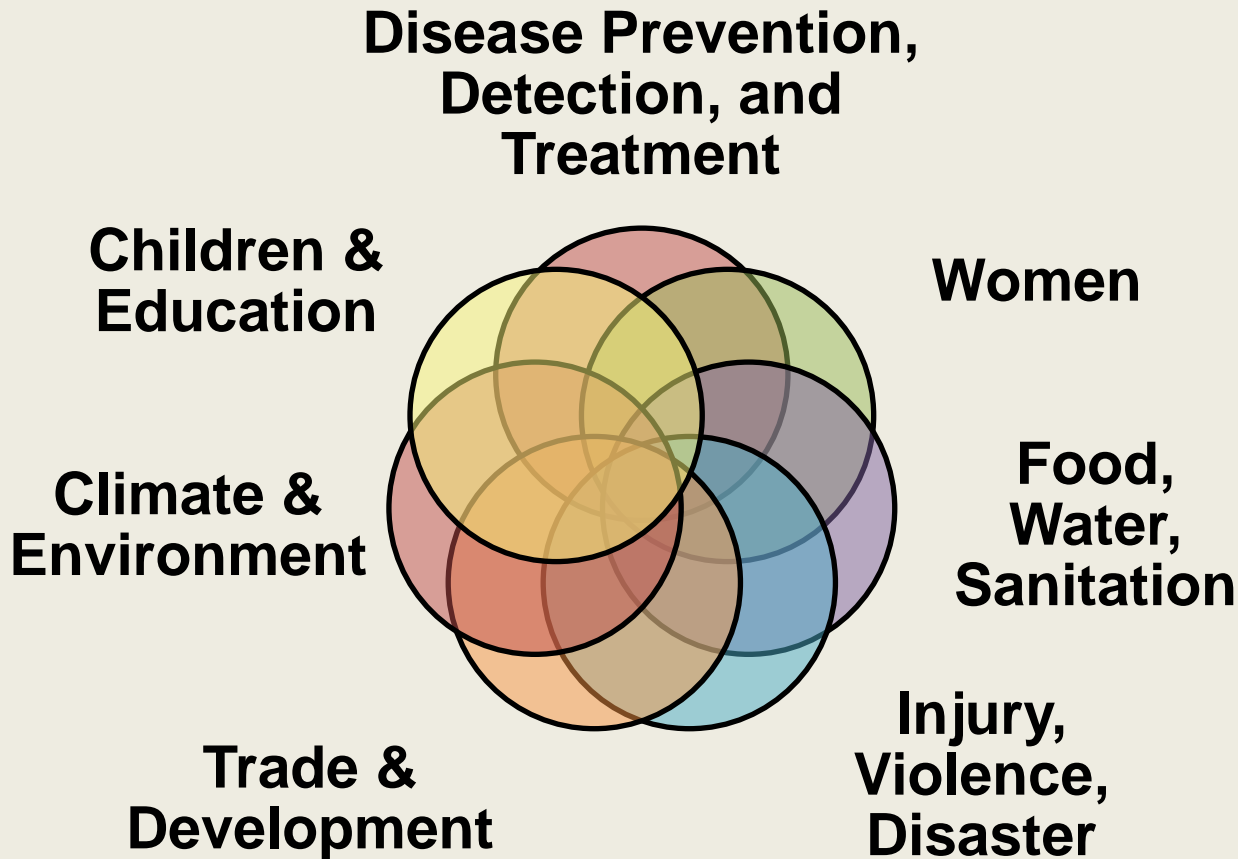 Disease Prevention,
Detection, and
Treatment
Children &
Education
Women
Climate &
Environment
Food,
Water,
Sanitation
Trade &
Development
Injury,
Violence,
Disaster